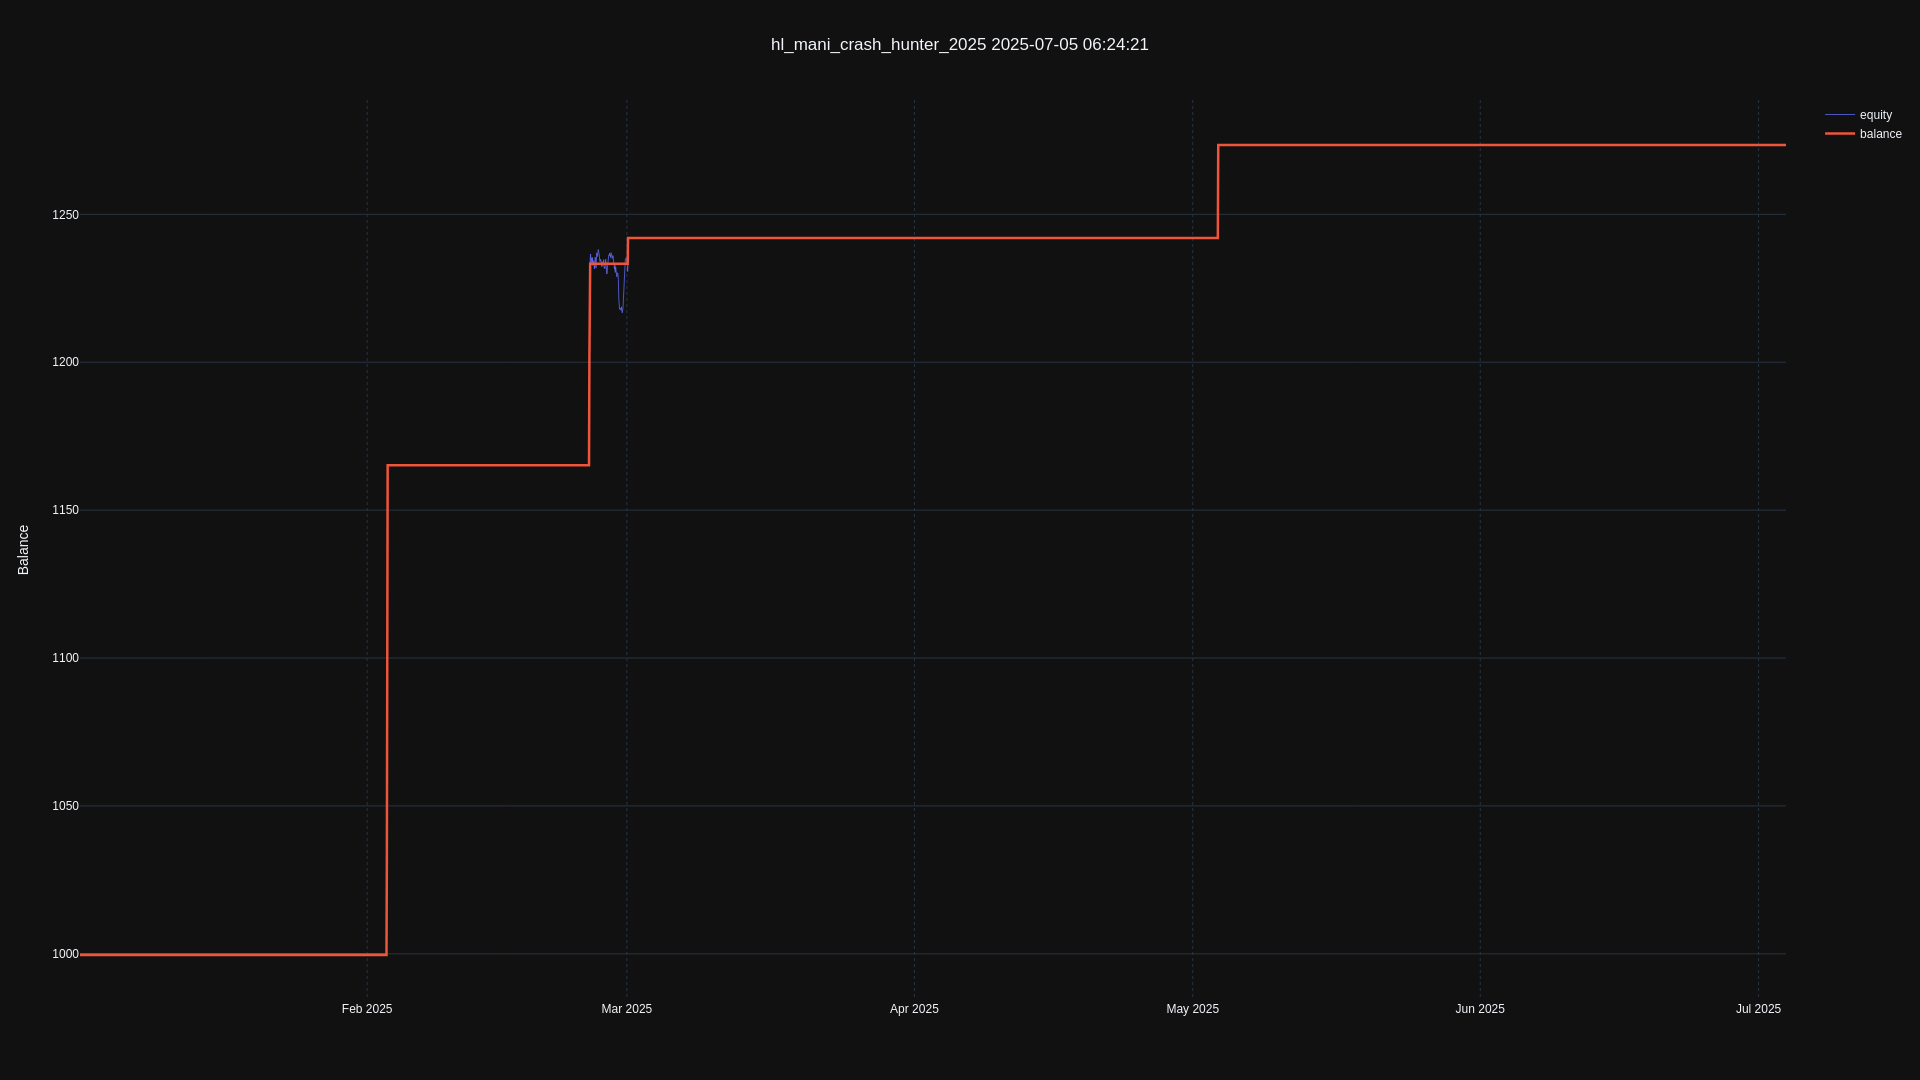 hl_mani_crash_hunter_2025 2025-07-05 06:24:21
equity
balance
Balance
1250
1200
1150
1100
1050
1000
Feb 2025
Mar 2025
Apr 2025
May 2025
Jun 2025
Jul 2025